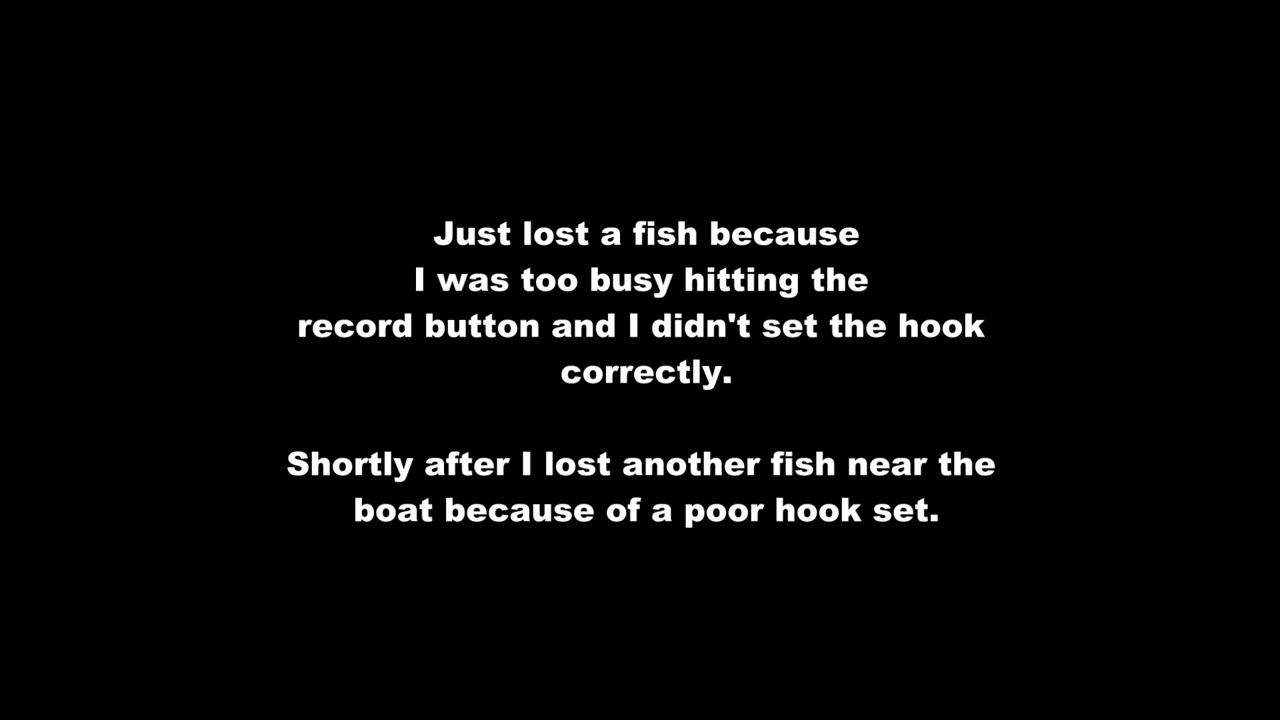 Just lost a fish because
I was too busy hitting the
record button and I didn't set the hook
correctly.
Shortly after I lost another fish near the
boat because of a poor hook set.